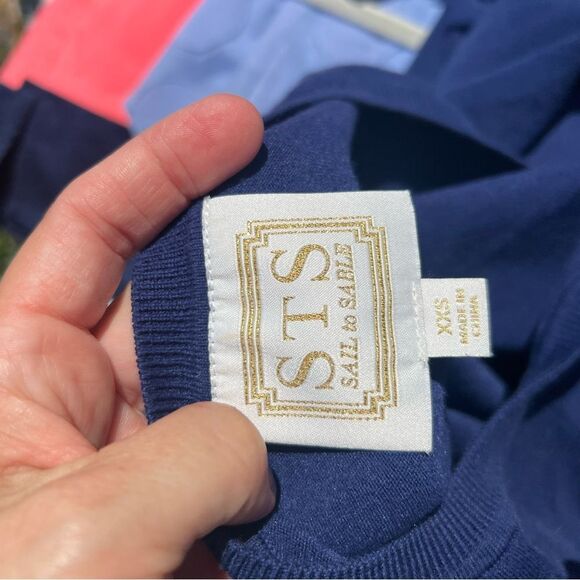 STS
SAIL to SABLE
XXS
MADE IN
CHINA